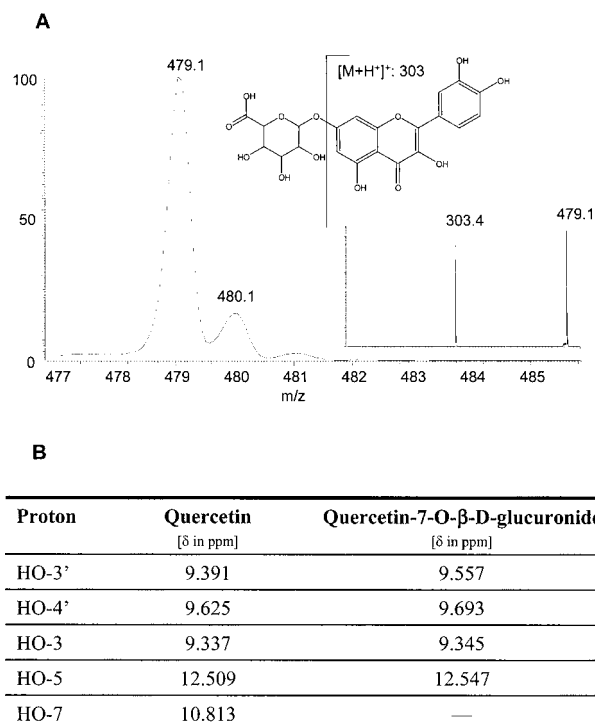 A
100
50
0
479.1
480.1
[M+H⁺]⁺: 303
OH
OH
OH
O
O
O
O
HO
OH
OH
OH
O
OH
303.4
479.1
477 478 479 480 481 482 483 484 485
m/z
B
Proton Quercetin Quercetin-7-O-β-D-glucuronide
[δ in ppm] [δ in ppm]
HO-3’ 9.391 9.557
HO-4’ 9.625 9.693
HO-3 9.337 9.345
HO-5 12.509 12.547
HO-7 10.813 —